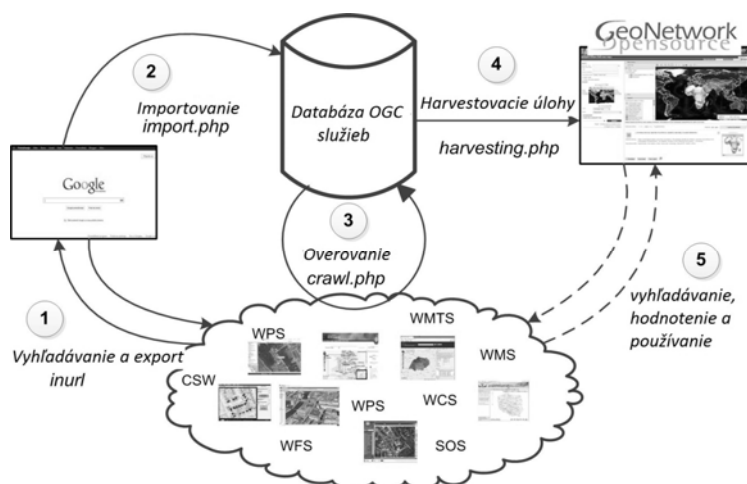 GeoNetwork
Opensource
2
Importovanie
import.php
Databáza OGC
služieb
4
Harvestovacie úlohy
harvesting.php
Google
3
Overovanie
crawl.php
1
Vyhľadávanie a export
inurl
5
vyhľadávanie,
hodnotenie a
používanie
WPS
WMTS
WMS
CSW
WPS
WCS
WFS
SOS